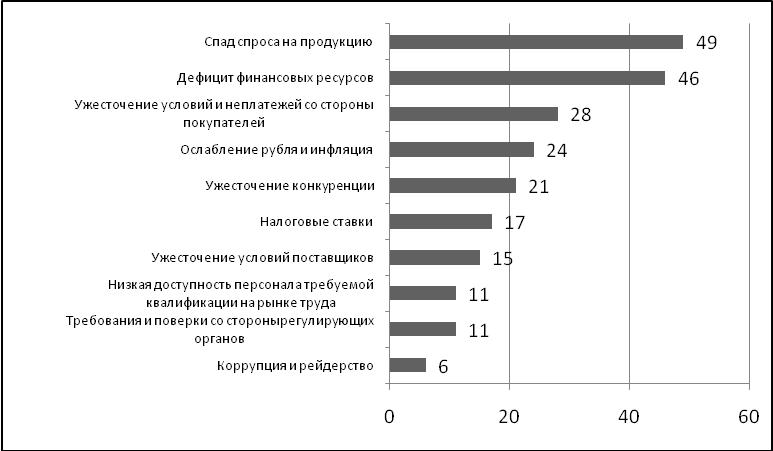 Спад спроса на продукцию 49
Дефицит финансовых ресурсов 46
Ужесточение условий и неплатежей со стороны
покупателей 28
Ослабление рубля и инфляция 24
Ужесточение конкуренции 21
Налоговые ставки 17
Ужесточение условий поставщиков 15
Низкая доступность персонала требуемой
квалификации на рынке труда 11
Требования и поверки со стороны регулирующих
органов 11
Коррупция и рейдерство 6
0 20 40 60